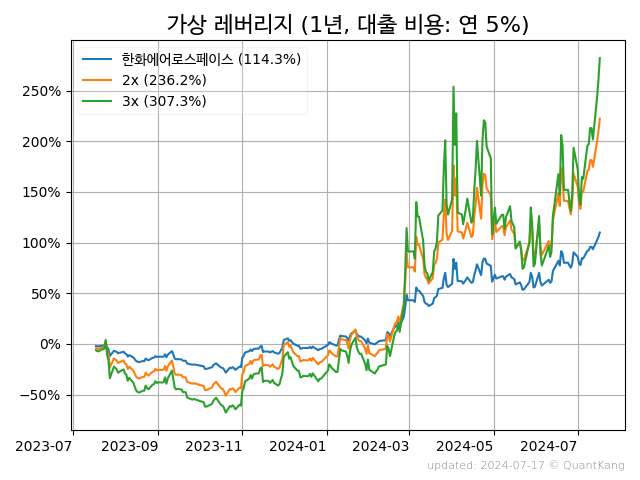 가상 레버리지 (1년, 대출 비용: 연 5%)
한화에어로스페이스 (114.3%)
2x (236.2%)
3x (307.3%)
250%
200%
150%
100%
50%
0%
−50%
2023-07 2023-09 2023-11 2024-01 2024-03 2024-05 2024-07
updated: 2024-07-17 © QuantKang